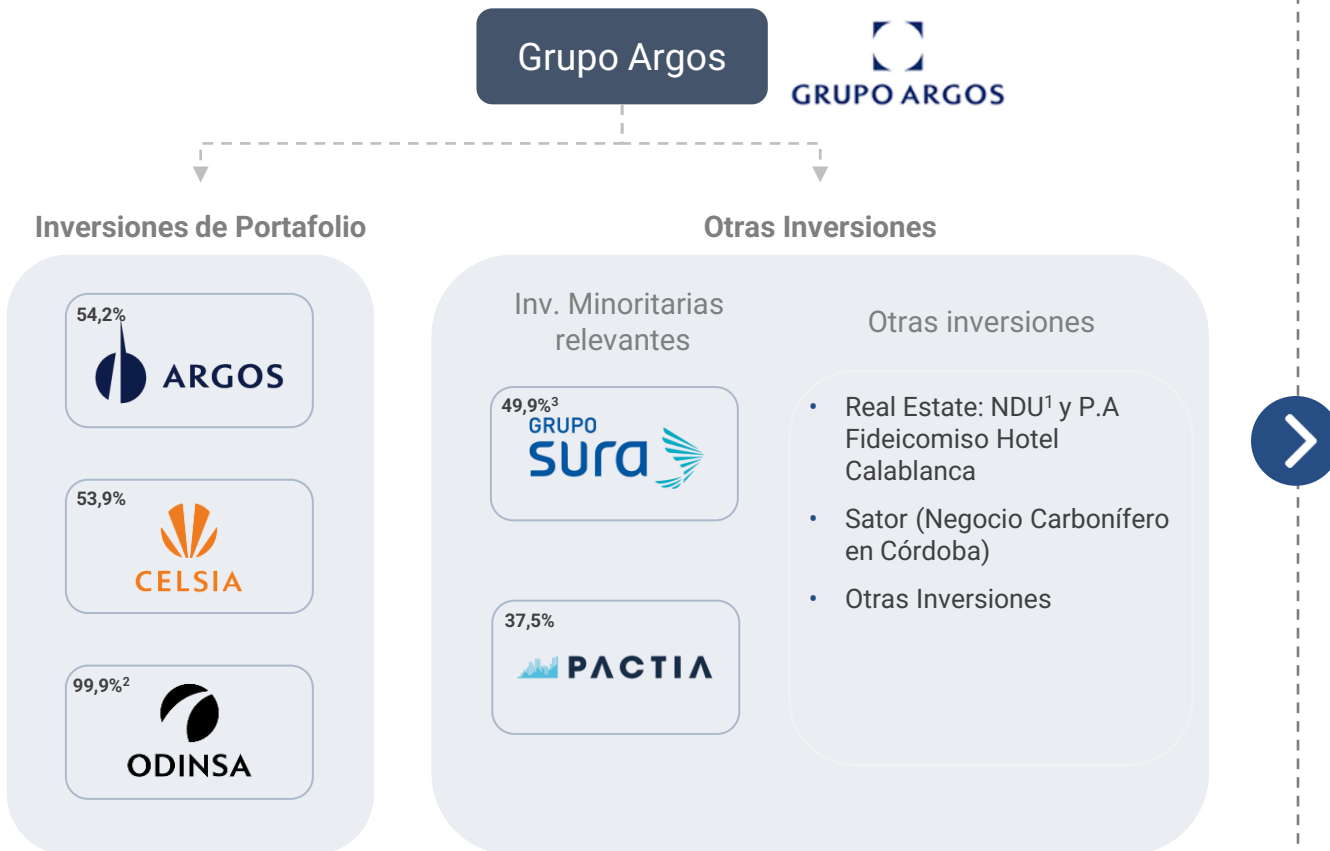 Grupo Argos
GRUPO ARGOS
Inversiones de Portafolio
54,2%
ARGOS
53,9%
CELSIA
99,9%²
ODINSA
Otras Inversiones
Inv. Minoritarias
relevantes
49,9%³
GRUPO
sura
37,5%
PACTIA
Otras inversiones
• Real Estate: NDU¹ y P.A
Fideicomiso Hotel
Calablanca
• Sator (Negocio Carbonífero
en Córdoba)
• Otras Inversiones